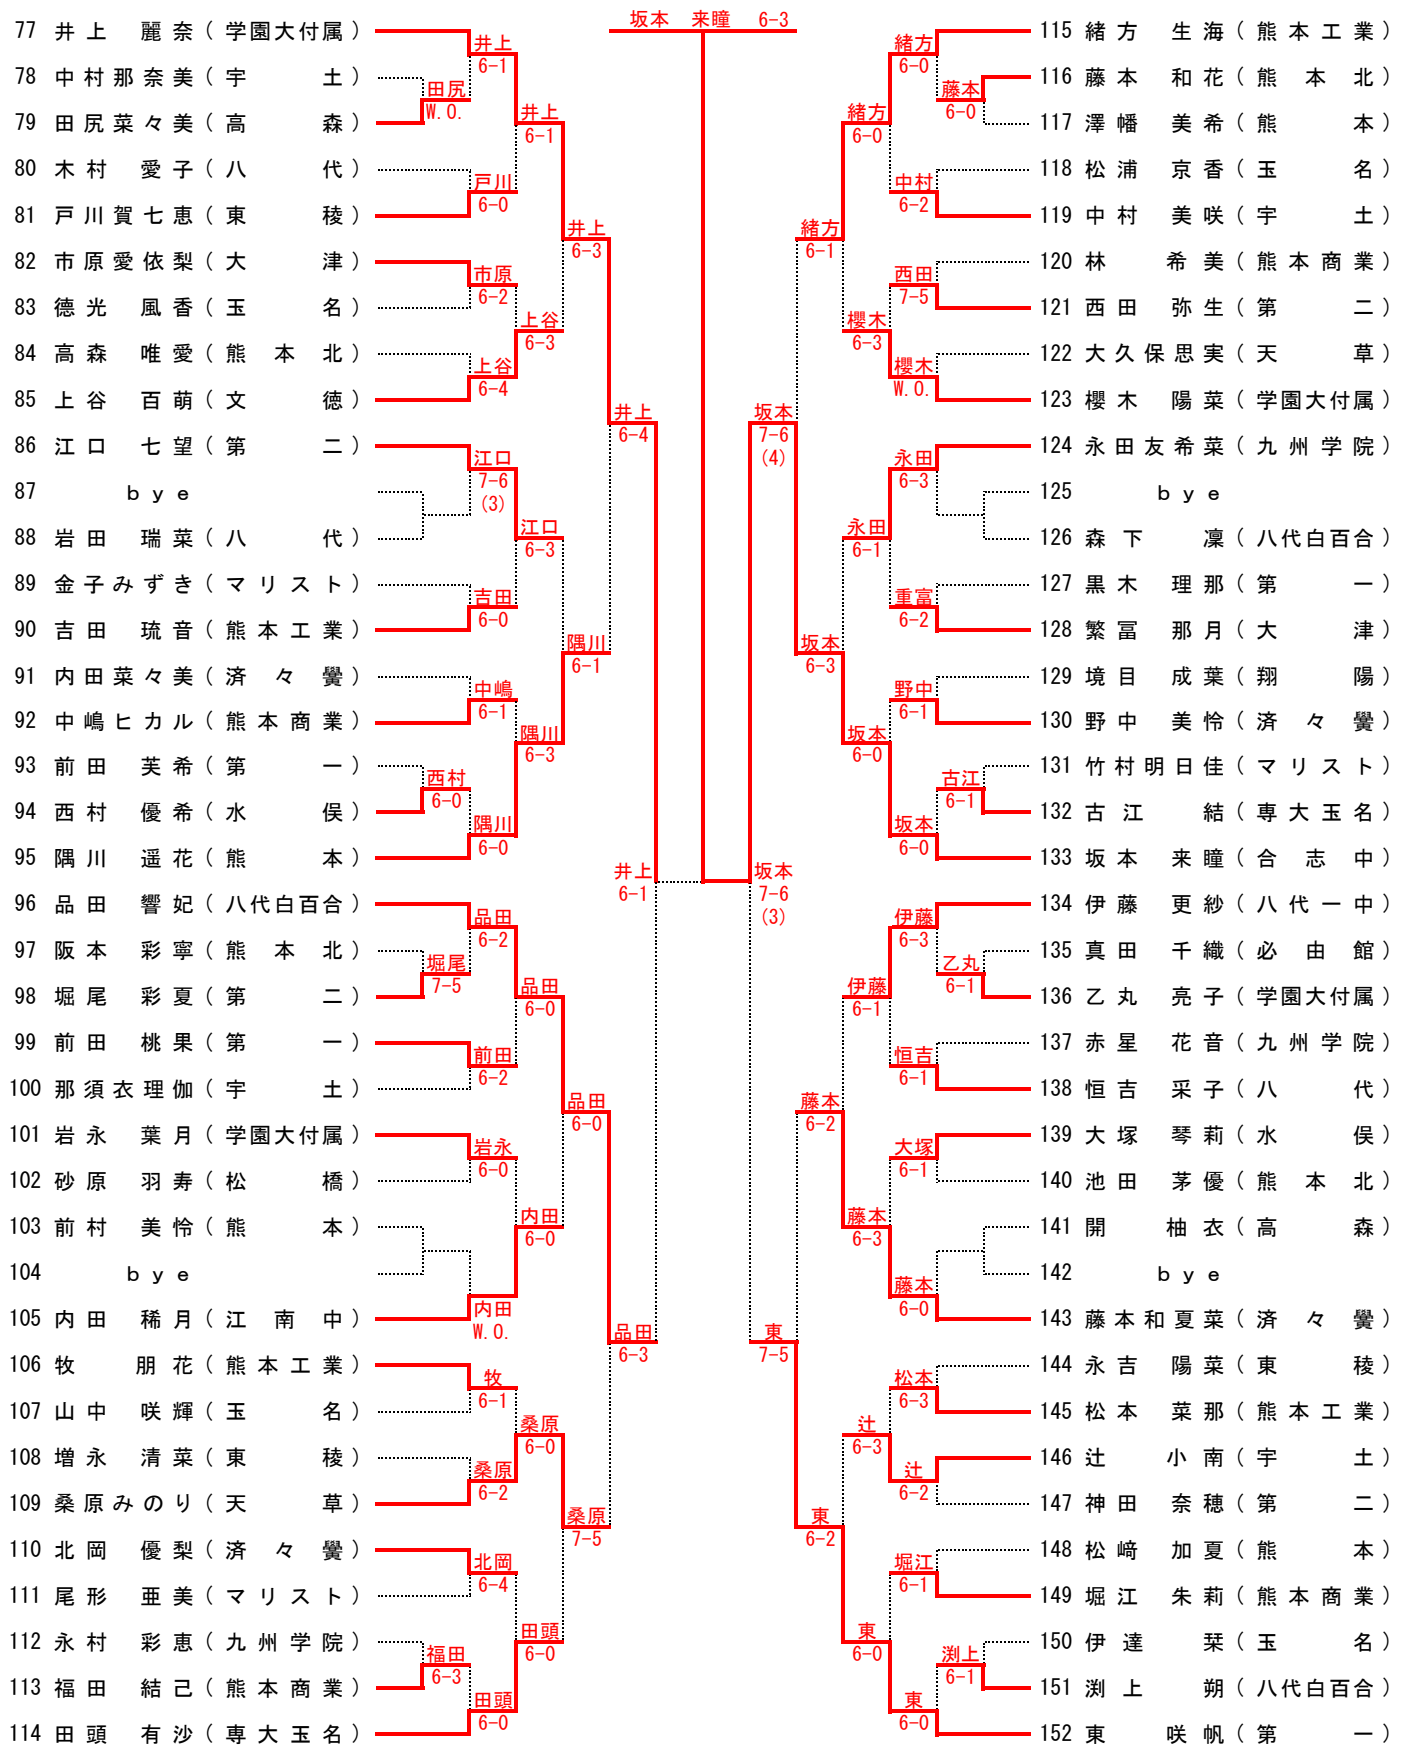 坂本 来瞳 6-3
77 井上 麗奈（学園大付属）
78 中村那奈美（宇 土）
79 田尻菜々美（高 森）
80 木村 愛子（八 代）
81 戸川賀七恵（東 稜）
82 市原愛依梨（大 津）
83 德光 風香（玉 名）
84 高森 唯愛（熊 本 北）
85 上谷 百萌（文 徳）
86 江口 七望（第 二）
87 bye
88 岩田 瑞菜（八 代）
89 金子みずき（マリスト）
90 吉田 琉音（熊本工業）
91 内田菜々美（済 々 黌）
92 中嶋ヒカル（熊本商業）
93 前田 芙希（第 一）
94 西村 優希（水 俣）
95 隅川 遥花（熊 本）
96 品田 響妃（八代白百合）
97 阪本 彩寧（熊 本 北）
98 堀尾 彩夏（第 二）
99 前田 桃果（第 一）
100 那須衣理伽（宇 土）
101 岩永 葉月（学園大付属）
102 砂原 羽寿（松 橋）
103 前村 美怜（熊 本）
104 bye
105 内田 稀月（江 南 中）
106 牧 朋花（熊本工業）
107 山中 咲輝（玉 名）
108 増永 清菜（東 稜）
109 桑原みのり（天 草）
110 北岡 優梨（済 々 黌）
111 尾形 亜美（マリスト）
112 永村 彩恵（九州学院）
113 福田 結己（熊本商業）
114 田頭 有沙（専大玉名）
井上
6-1
田尻
W.O.
戸川
6-0
市原
6-2
上谷
6-4
江口
7-6
(3)
吉田
6-0
中嶋
6-1
西村
6-0
隅川
6-0
品田
6-2
堀尾
7-5
前田
6-2
岩永
6-0
内田
W.O.
牧
6-1
桑原
6-2
北岡
6-4
福田
6-3
田頭
6-0
井上
6-1
上谷
6-3
江口
6-3
隅川
6-3
品田
6-0
内田
6-0
桑原
6-0
田頭
6-0
井上
6-3
隅川
6-1
品田
6-0
桑原
7-5
井上
6-4
品田
6-3
井上
6-1
坂本
7-6
(3)
坂本
7-6
(4)
東
7-5
緒方
6-1
坂本
6-3
藤本
6-2
東
6-2
緒方
6-0
櫻木
6-3
永田
6-1
坂本
6-0
伊藤
6-1
藤本
6-3
辻
6-3
東
6-0
緒方
6-0
藤本
6-0
中村
6-2
西田
7-5
櫻木
W.O.
永田
6-3
重富
6-2
野中
6-1
古江
6-1
坂本
6-0
伊藤
6-3
乙丸
6-1
恒吉
6-1
大塚
6-1
藤本
6-0
松本
6-3
辻
6-2
堀江
6-1
渕上
6-1
東
6-0
115 緒方 生海（熊本工業）
116 藤本 和花（熊 本 北）
117 澤幡 美希（熊 本）
118 松浦 京香（玉 名）
119 中村 美咲（宇 土）
120 林 希美（熊本商業）
121 西田 弥生（第 二）
122 大久保思実（天 草）
123 櫻木 陽菜（学園大付属）
124 永田友希菜（九州学院）
125 bye
126 森下 凜（八代白百合）
127 黒木 理那（第 一）
128 繁冨 那月（大 津）
129 境目 成葉（翔 陽）
130 野中 美怜（済 々 黌）
131 竹村明日佳（マリスト）
132 古江 結（専大玉名）
133 坂本 来瞳（合 志 中）
134 伊藤 更紗（八代一中）
135 真田 千織（必 由 館）
136 乙丸 亮子（学園大付属）
137 赤星 花音（九州学院）
138 恒吉 采子（八 代）
139 大塚 琴莉（水 俣）
140 池田 茅優（熊 本 北）
141 開 柚衣（高 森）
142 bye
143 藤本和夏菜（済 々 黌）
144 永吉 陽菜（東 稜）
145 松本 菜那（熊本工業）
146 辻 小南（宇 土）
147 神田 奈穂（第 二）
148 松﨑 加夏（熊 本）
149 堀江 朱莉（熊本商業）
150 伊達 栞（玉 名）
151 渕上 朔（八代白百合）
152 東 咲帆（第 一）